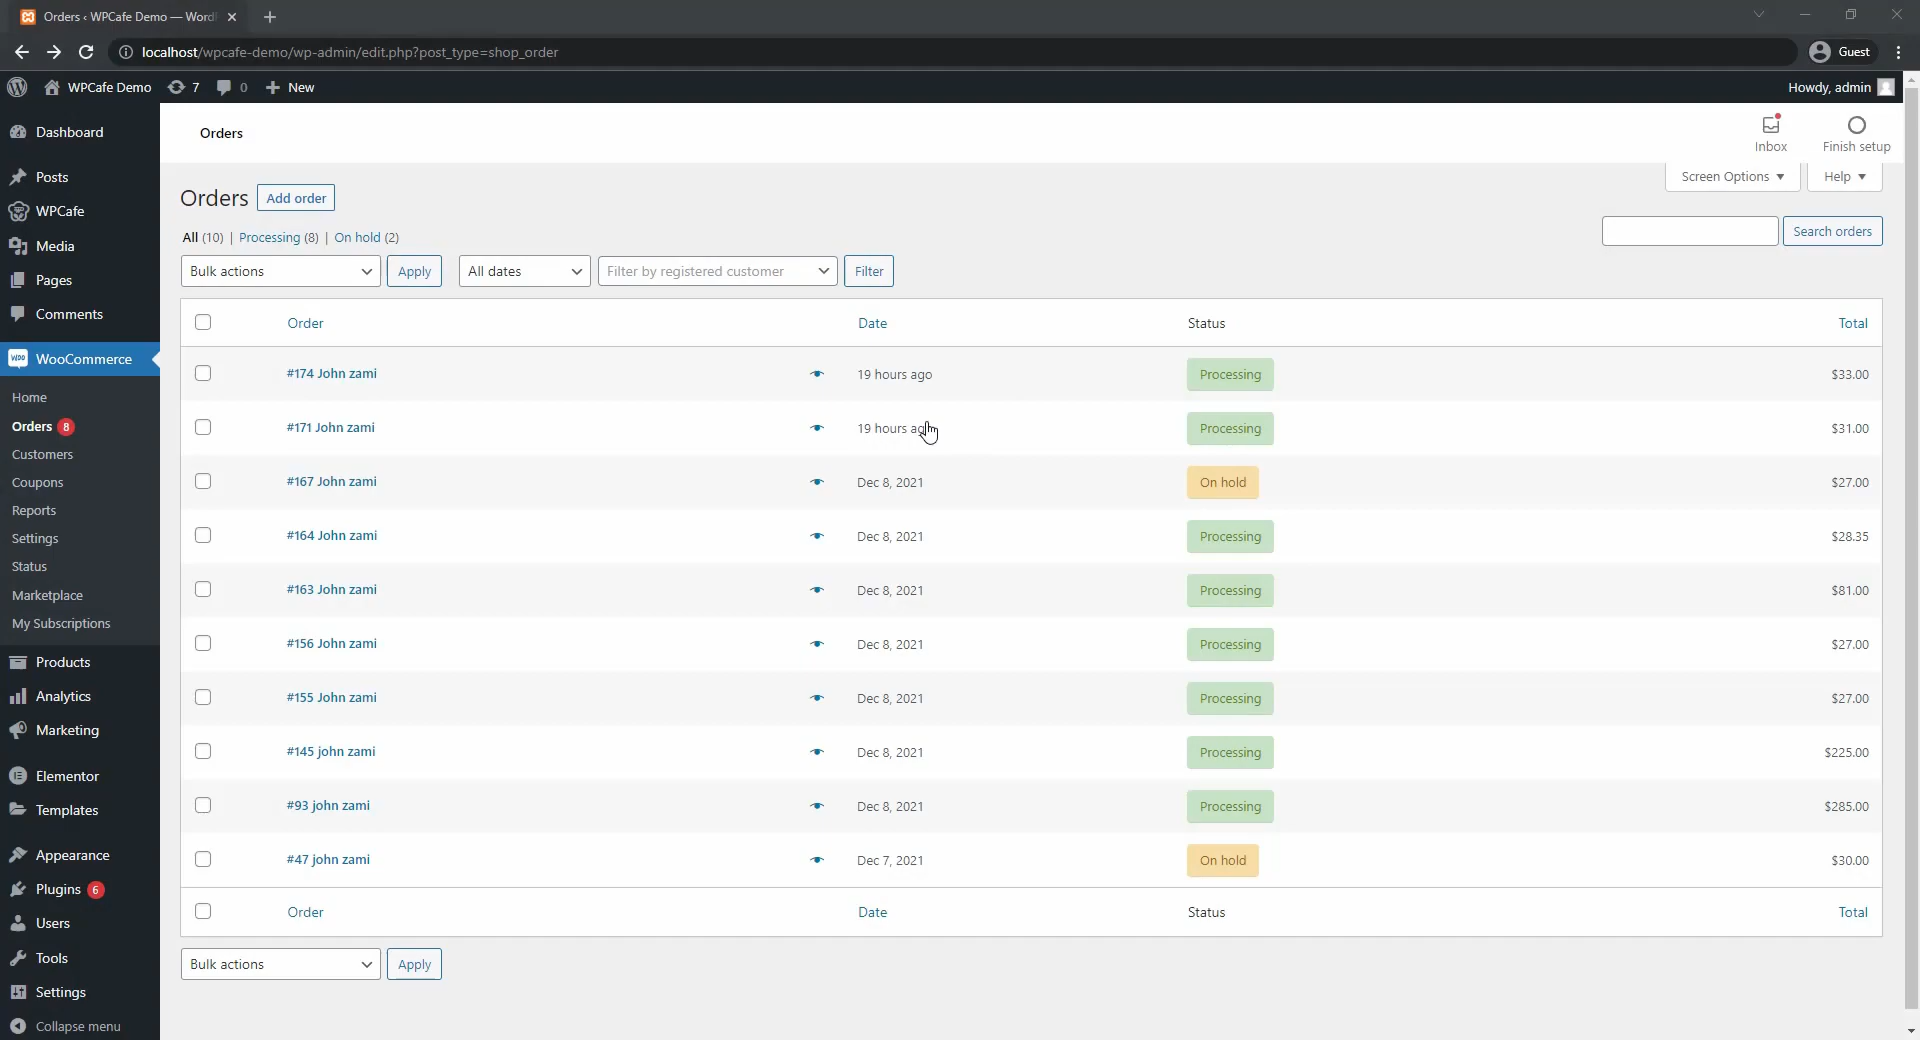 Orders ‹ WPCafe Demo — Word
localhost/wpcafe-demo/wp-admin/edit.php?post_type=shop_order
Guest
WPCafe Demo 7 0 New
Howdy, admin
Dashboard
Posts
WPCafe
Media
Pages
Comments
WooCommerce
Home
Orders 8
Customers
Coupons
Reports
Settings
Status
Marketplace
My Subscriptions
Products
Analytics
Marketing
Elementor
Templates
Appearance
Plugins 6
Users
Tools
Settings
Collapse menu
Orders
Inbox
Finish setup
Screen Options
Help
Orders Add order
All (10) | Processing (8) | On hold (2)
Search orders
Bulk actions Apply All dates Filter by registered customer Filter
Order Date Status Total
#174 John zami 19 hours ago Processing $33.00
#171 John zami 19 hours ago Processing $31.00
#167 John zami Dec 8, 2021 On hold $27.00
#164 John zami Dec 8, 2021 Processing $28.35
#163 John zami Dec 8, 2021 Processing $81.00
#156 John zami Dec 8, 2021 Processing $27.00
#155 John zami Dec 8, 2021 Processing $27.00
#145 john zami Dec 8, 2021 Processing $225.00
#93 john zami Dec 8, 2021 Processing $285.00
#47 john zami Dec 7, 2021 On hold $30.00
Order Date Status Total
Bulk actions Apply